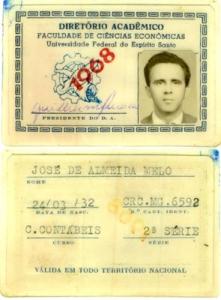 DIRETÓRIO ACADÊMICO
FACULDADE DE CIÊNCIAS ECONÔMICAS
Universidade Federal do Espírito Santo
1968
PRESIDENTE DO D. A.
JOSÉ DE ALMEIDA MELO
NOME
24/03/32 CRC.MG.6592
DATA DE NASC. N.º CART. IDENT.
C.CONTÁBEIS 2ª SÉRIE
CURSO SÉRIE
VÁLIDA EM TODO TERRITÓRIO NACIONAL